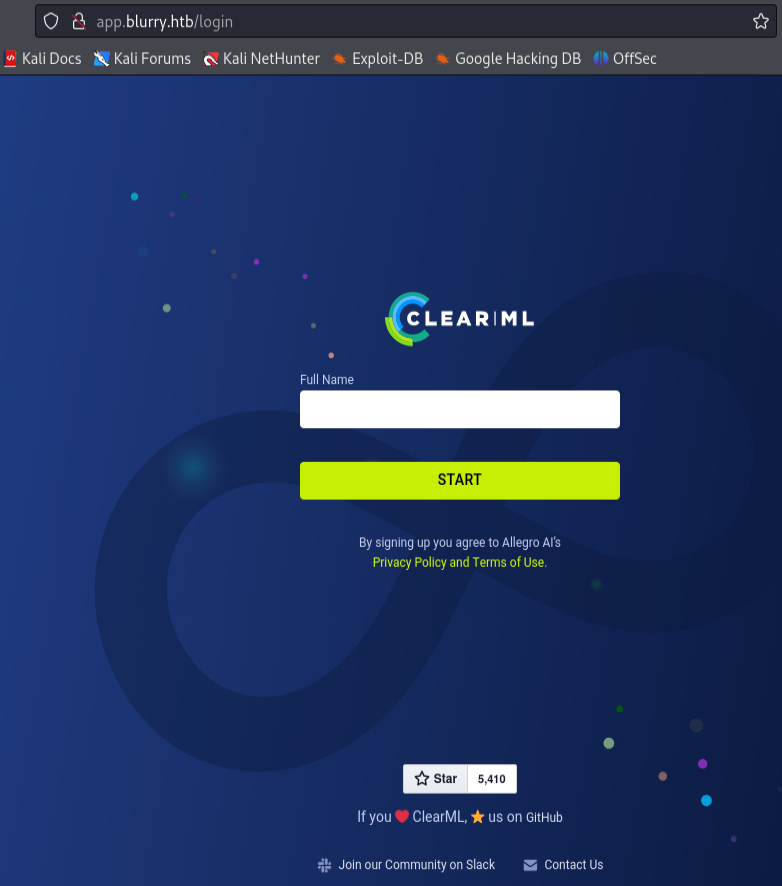 app.blurry.htb/login
Kali Docs Kali Forums Kali NetHunter Exploit-DB Google Hacking DB OffSec
CLEAR|ML
Full Name
START
By signing up you agree to Allegro AI's
Privacy Policy and Terms of Use.
Star 5,410
If you ❤️ ClearML, ⭐ us on GitHub
Join our Community on Slack Contact Us